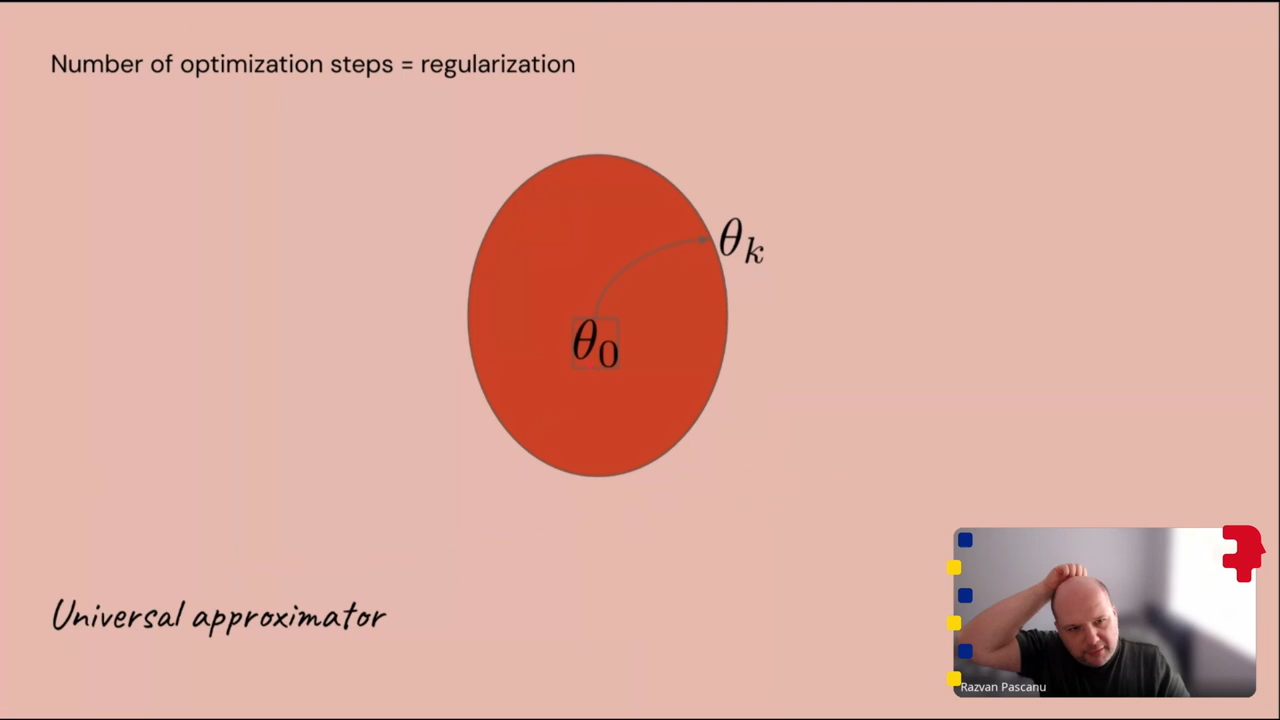 Number of optimization steps = regularization
θₖ
θ₀
Universal approximator
Razvan Pascanu